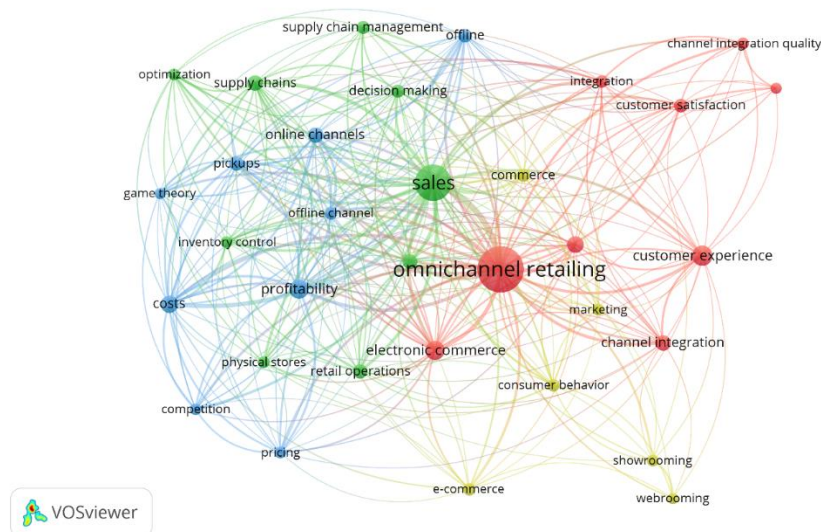 supply chain management
offline
channel integration quality
optimization
supply chains
decision making
integration
customer satisfaction
online channels
pickups
sales
commerce
game theory
offline channel
inventory control
omnichannel retailing
customer experience
costs
profitability
marketing
physical stores
retail operations
electronic commerce
channel integration
consumer behavior
competition
pricing
showrooming
e-commerce
webrooming
VOSviewer